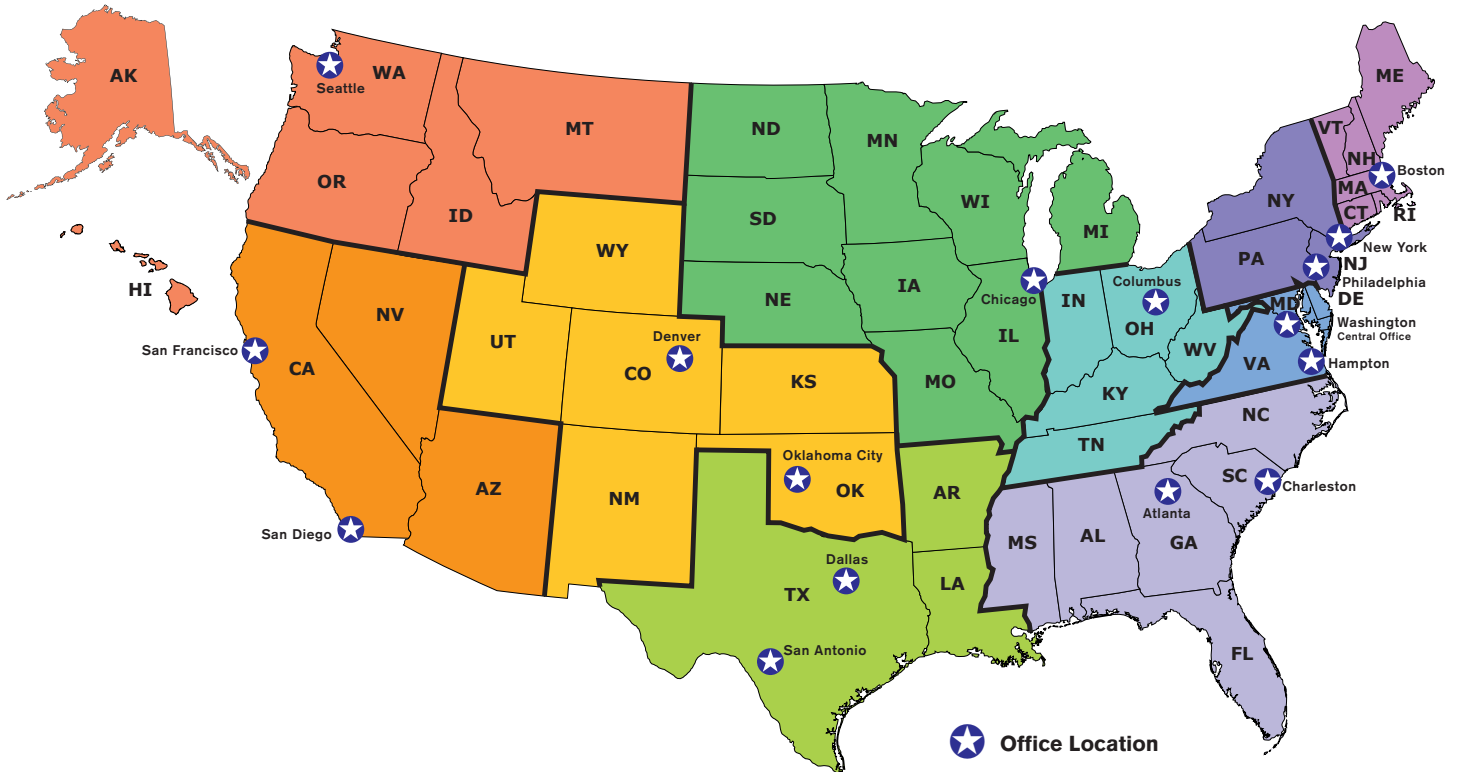 AK
WA
Seattle
MT
OR
ID
HI
ND
MN
SD
WI
MI
NE
IA
Chicago
IL
MO
WY
UT
Denver
CO
KS
NM
Oklahoma City
OK
NV
CA
San Francisco
AZ
San Diego
Dallas
TX
San Antonio
AR
LA
IN
Columbus
OH
WV
KY
TN
ME
VT
NH
Boston
MA
CT
RI
NY
New York
PA
NJ
Philadelphia
DE
MD
Washington
Central Office
VA
Hampton
NC
SC
Charleston
Atlanta
GA
MS
AL
FL
Office Location